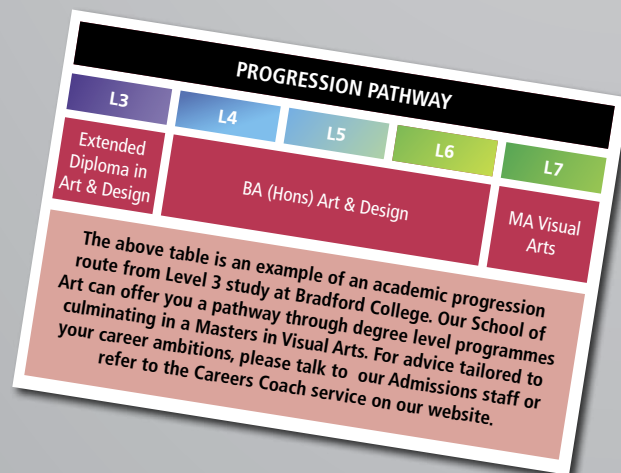 PROGRESSION PATHWAY
L3 L4 L5 L6 L7
Extended
Diploma in
Art & Design
BA (Hons) Art & Design
MA Visual
Arts
The above table is an example of an academic progression
route from Level 3 study at Bradford College. Our School of
Art can offer you a pathway through degree level programmes
culminating in a Masters in Visual Arts. For advice tailored to
your career ambitions, please talk to  our Admissions staff or
refer to the Careers Coach service on our website.